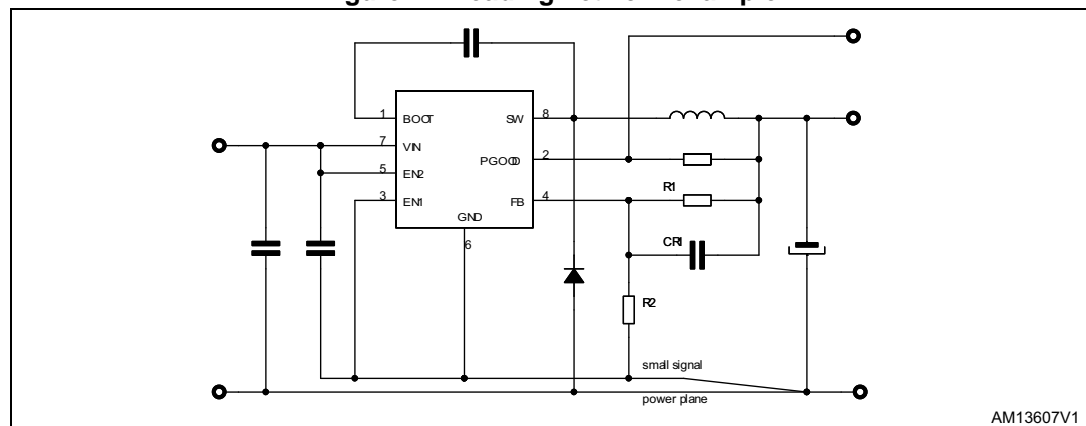 1 BOOT SW 8
7 VIN
PGOOD 2
5 EN2
R1
3 EN1 FB 4
GND
6
CR1
R2
small signal
power plane
AM13607V1